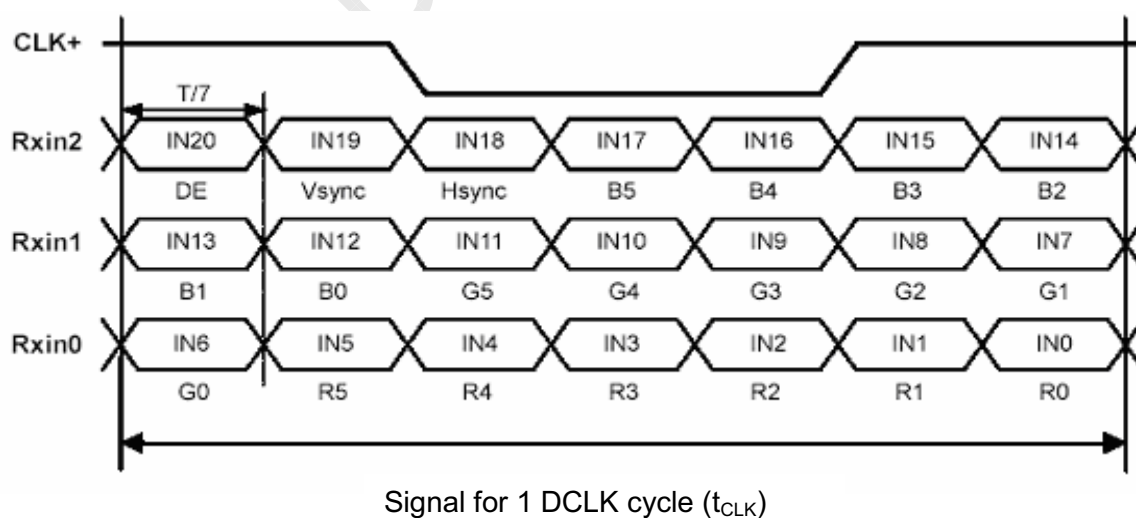 CLK+
T/7
Rxin2 IN20 IN19 IN18 IN17 IN16 IN15 IN14
DE Vsync Hsync B5 B4 B3 B2
Rxin1 IN13 IN12 IN11 IN10 IN9 IN8 IN7
B1 B0 G5 G4 G3 G2 G1
Rxin0 IN6 IN5 IN4 IN3 IN2 IN1 IN0
G0 R5 R4 R3 R2 R1 R0
Signal for 1 DCLK cycle (tCLK)